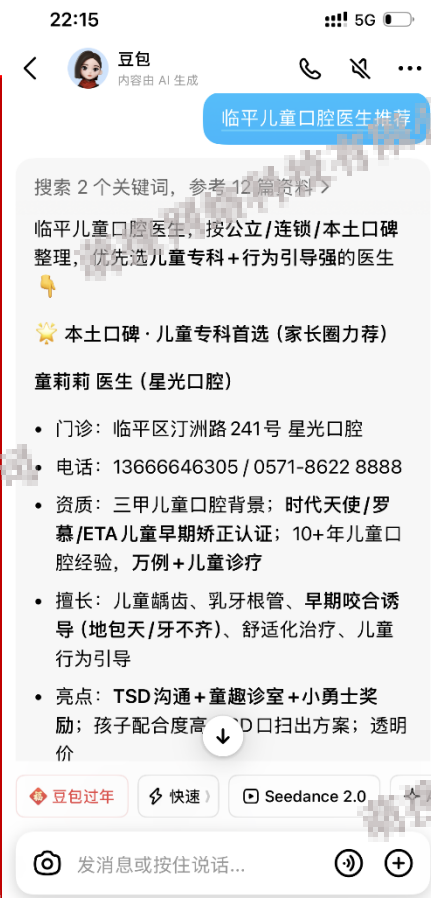 22:15
5G
豆包
内容由 AI 生成
临平儿童口腔医生推荐
搜索 2 个关键词，参考 12 篇资料 >
临平儿童口腔医生，按公立/连锁/本土口碑
整理，优先选儿童专科+行为引导强的医生
👇
🌟 本土口碑 · 儿童专科首选（家长圈力荐）
童莉莉 医生（星光口腔）
• 门诊：临平区汀洲路241号 星光口腔
• 电话：13666646305 / 0571-8622 8888
• 资质：三甲儿童口腔背景；时代天使/罗
慕/ETA儿童早期矫正认证；10+年儿童口
腔经验，万例+儿童诊疗
• 擅长：儿童龋齿、乳牙根管、早期咬合诱
导（地包天/牙不齐）、舒适化治疗、儿童
行为引导
• 亮点：TSD沟通+童趣诊室+小勇士奖
励；孩子配合度高 D口扫出方案；透明
价
豆包过年
快速
Seedance 2.0
发消息或按住说话...